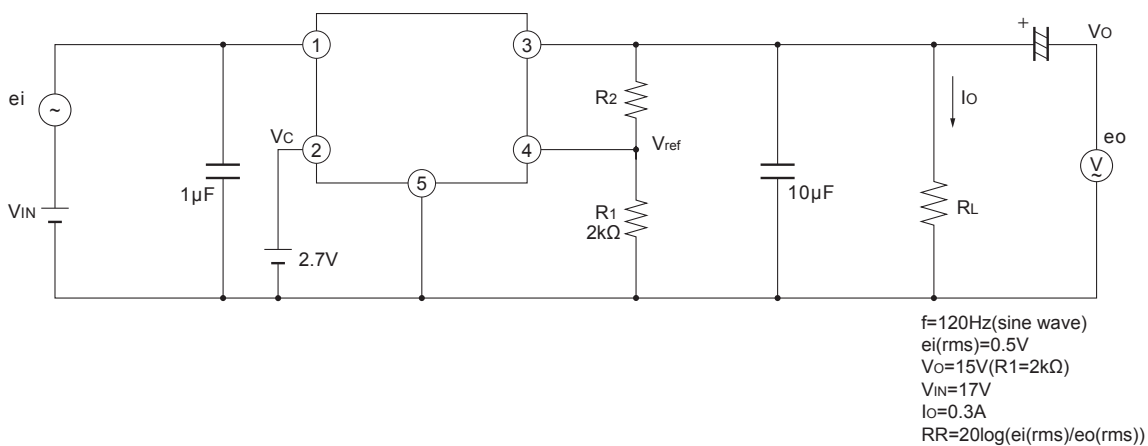 +
VO
1
3
ei
~
R2
IO
VC
Vref
eo
2
4
V
~
1μF
5
R1
2kΩ
10μF
RL
VIN
2.7V
f=120Hz(sine wave)
ei(rms)=0.5V
VO=15V(R1=2kΩ)
VIN=17V
IO=0.3A
RR=20log(ei(rms)/eo(rms))